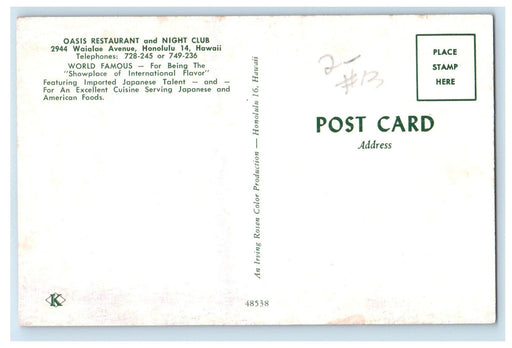 OASIS RESTAURANT and NIGHT CLUB
2944 Waialae Avenue, Honolulu 14, Hawaii
Telephones: 728-245 or 749-236
WORLD FAMOUS — For Being The
"Showplace of International Flavor"
Featuring Imported Japanese Talent — and —
For An Excellent Cuisine Serving Japanese and
American Foods.
An Irving Rosen Color Production — Honolulu 16, Hawaii
2-
#13
PLACE
STAMP
HERE
POST CARD
Address
K
48538